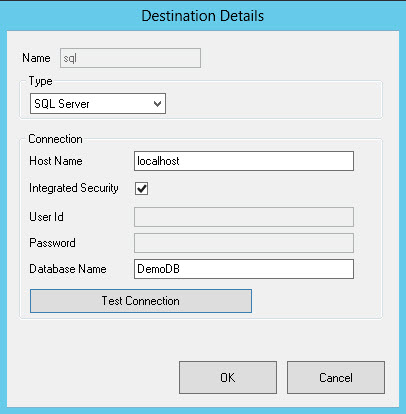 Destination Details
Name sql
Type
SQL Server
Connection
Host Name localhost
Integrated Security
User Id
Password
Database Name DemoDB
Test Connection
OK Cancel